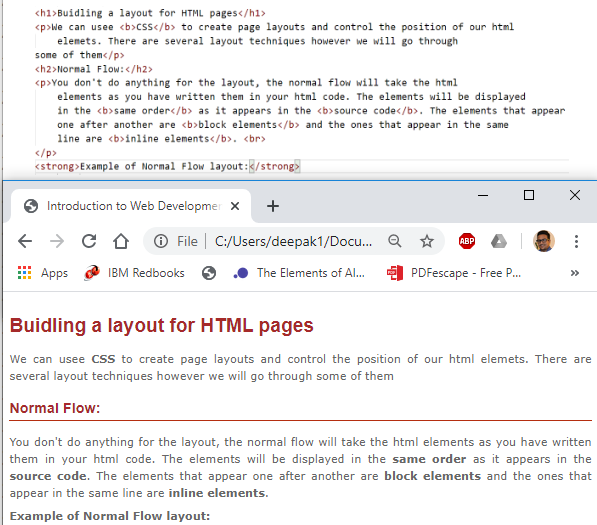 <h1>Buidling a layout for HTML pages</h1>
<p>We can usee <b>CSS</b> to create page layouts and control the position of our html
elemets. There are several layout techniques however we will go through
some of them</p>
<h2>Normal Flow:</h2>
<p>You don't do anything for the layout, the normal flow will take the html
elements as you have written them in your html code. The elements will be displayed
in the <b>same order</b> as it appears in the <b>source code</b>. The elements that appear
one after another are <b>block elements</b> and the ones that appear in the same
line are <b>inline elements</b>. <br>
</p>
<strong>Example of Normal Flow layout:</strong>
Introduction to Web Developme
File | C:/Users/deepak1/Docu...
ABP
Apps IBM Redbooks The Elements of AI... PDFescape - Free P... »
Buidling a layout for HTML pages
We can usee CSS to create page layouts and control the position of our html elemets. There are
several layout techniques however we will go through some of them
Normal Flow:
You don't do anything for the layout, the normal flow will take the html elements as you have written
them in your html code. The elements will be displayed in the same order as it appears in the
source code. The elements that appear one after another are block elements and the ones that
appear in the same line are inline elements.
Example of Normal Flow layout: